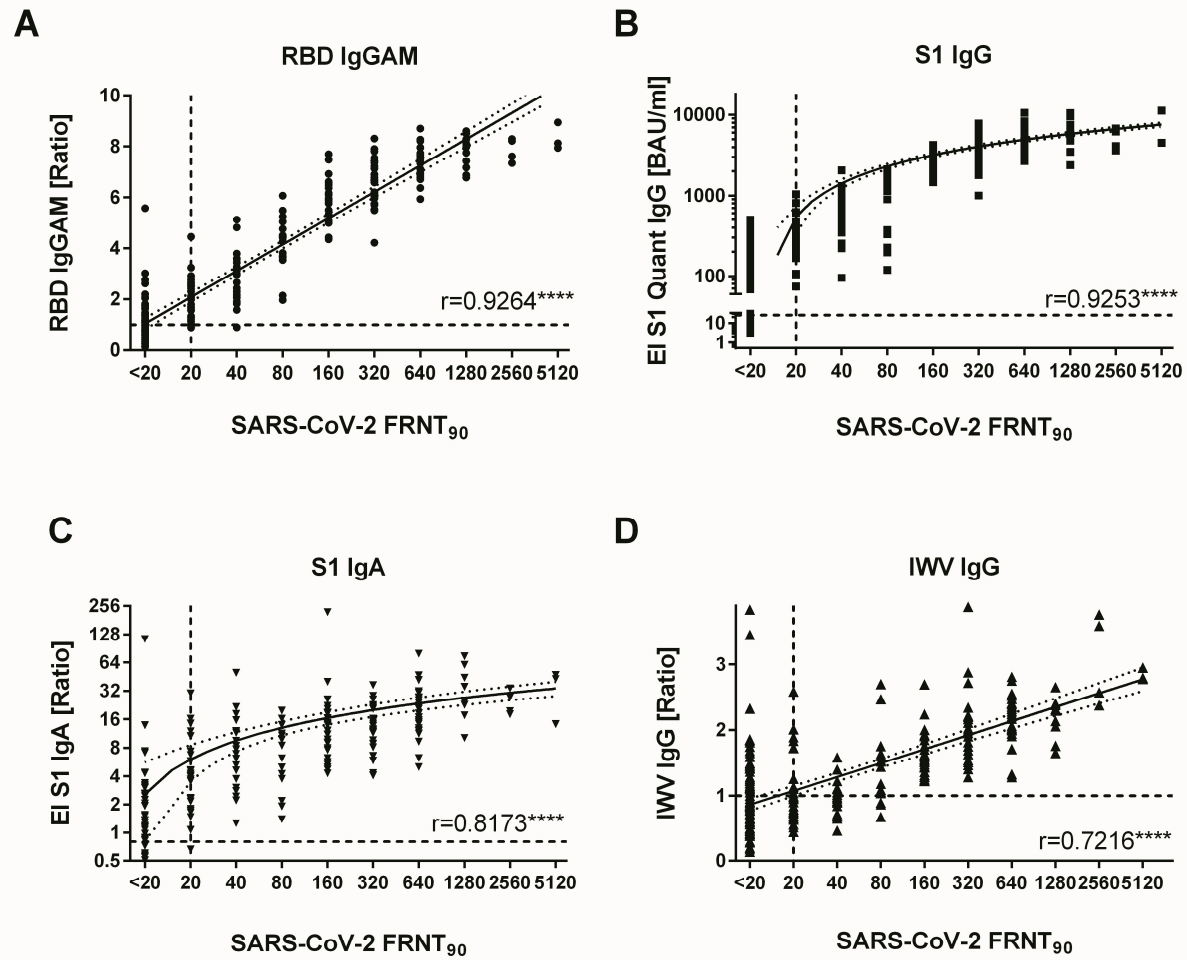 A
RBD IgGAM
RBD IgGAM [Ratio]
10
8
6
4
2
0
r=0.9264****
<20 20 40 80 160 320 640 1280 2560 5120
SARS-CoV-2 FRNT90
B
S1 IgG
EI S1 Quant IgG [BAU/ml]
10000
1000
100
10
1
r=0.9253****
<20 20 40 80 160 320 640 1280 2560 5120
SARS-CoV-2 FRNT90
C
S1 IgA
EI S1 IgA [Ratio]
256
128
64
32
16
8
4
2
1
0.5
r=0.8173****
<20 20 40 80 160 320 640 1280 2560 5120
SARS-CoV-2 FRNT90
D
IWV IgG
IWV IgG [Ratio]
3
2
1
0
r=0.7216****
<20 20 40 80 160 320 640 1280 2560 5120
SARS-CoV-2 FRNT90